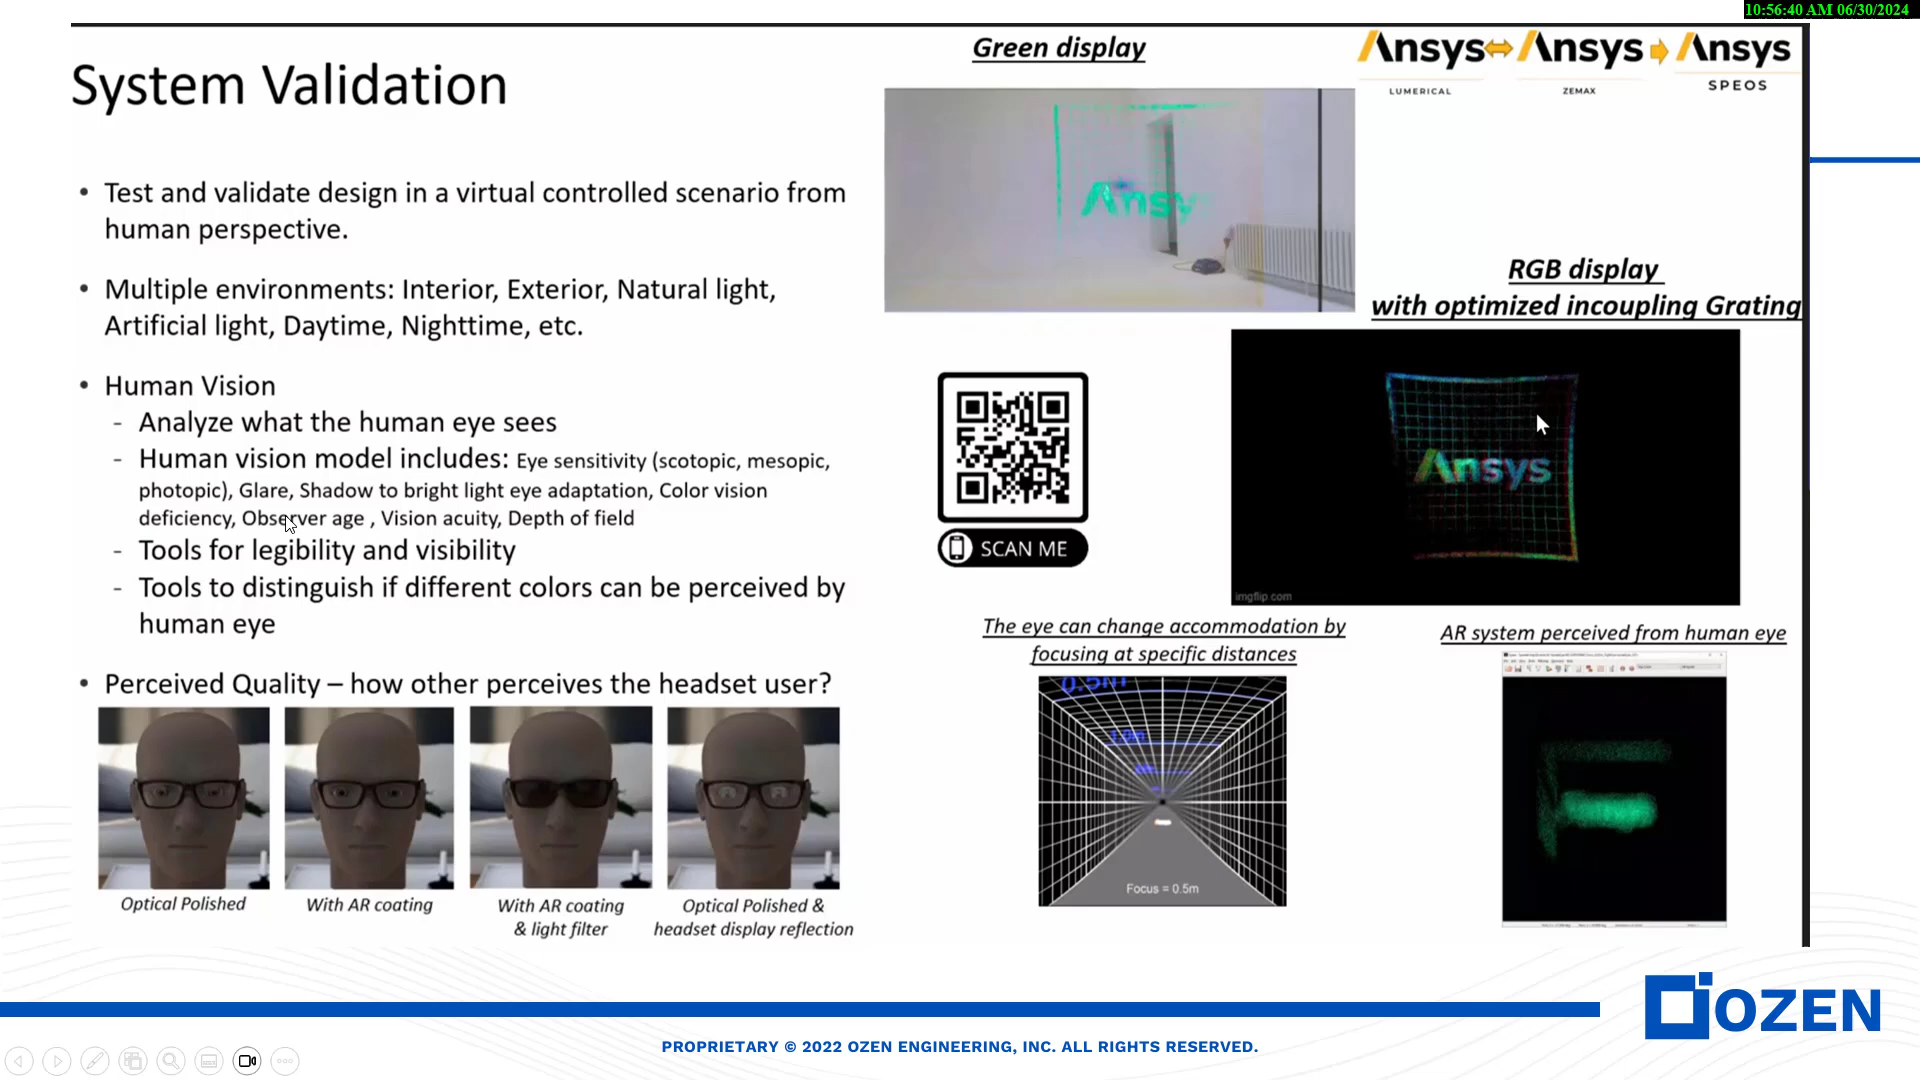 10:56:40 AM 06/30/2024
System Validation
• Test and validate design in a virtual controlled scenario from
human perspective.
• Multiple environments: Interior, Exterior, Natural light,
Artificial light, Daytime, Nighttime, etc.
• Human Vision
- Analyze what the human eye sees
- Human vision model includes: Eye sensitivity (scotopic, mesopic,
photopic), Glare, Shadow to bright light eye adaptation, Color vision
deficiency, Observer age , Vision acuity, Depth of field
- Tools for legibility and visibility
- Tools to distinguish if different colors can be perceived by
human eye
• Perceived Quality – how other perceives the headset user?
Optical Polished
With AR coating
With AR coating
& light filter
Optical Polished &
headset display reflection
Green display
Ansys
Ansys Ansys Ansys
LUMERICAL ZEMAX SPEOS
RGB display
with optimized incoupling Grating
Ansys
imgflip.com
SCAN ME
The eye can change accommodation by
focusing at specific distances
0.5m
1.0m
Focus = 0.5m
AR system perceived from human eye
F
OZEN
PROPRIETARY © 2022 OZEN ENGINEERING, INC. ALL RIGHTS RESERVED.